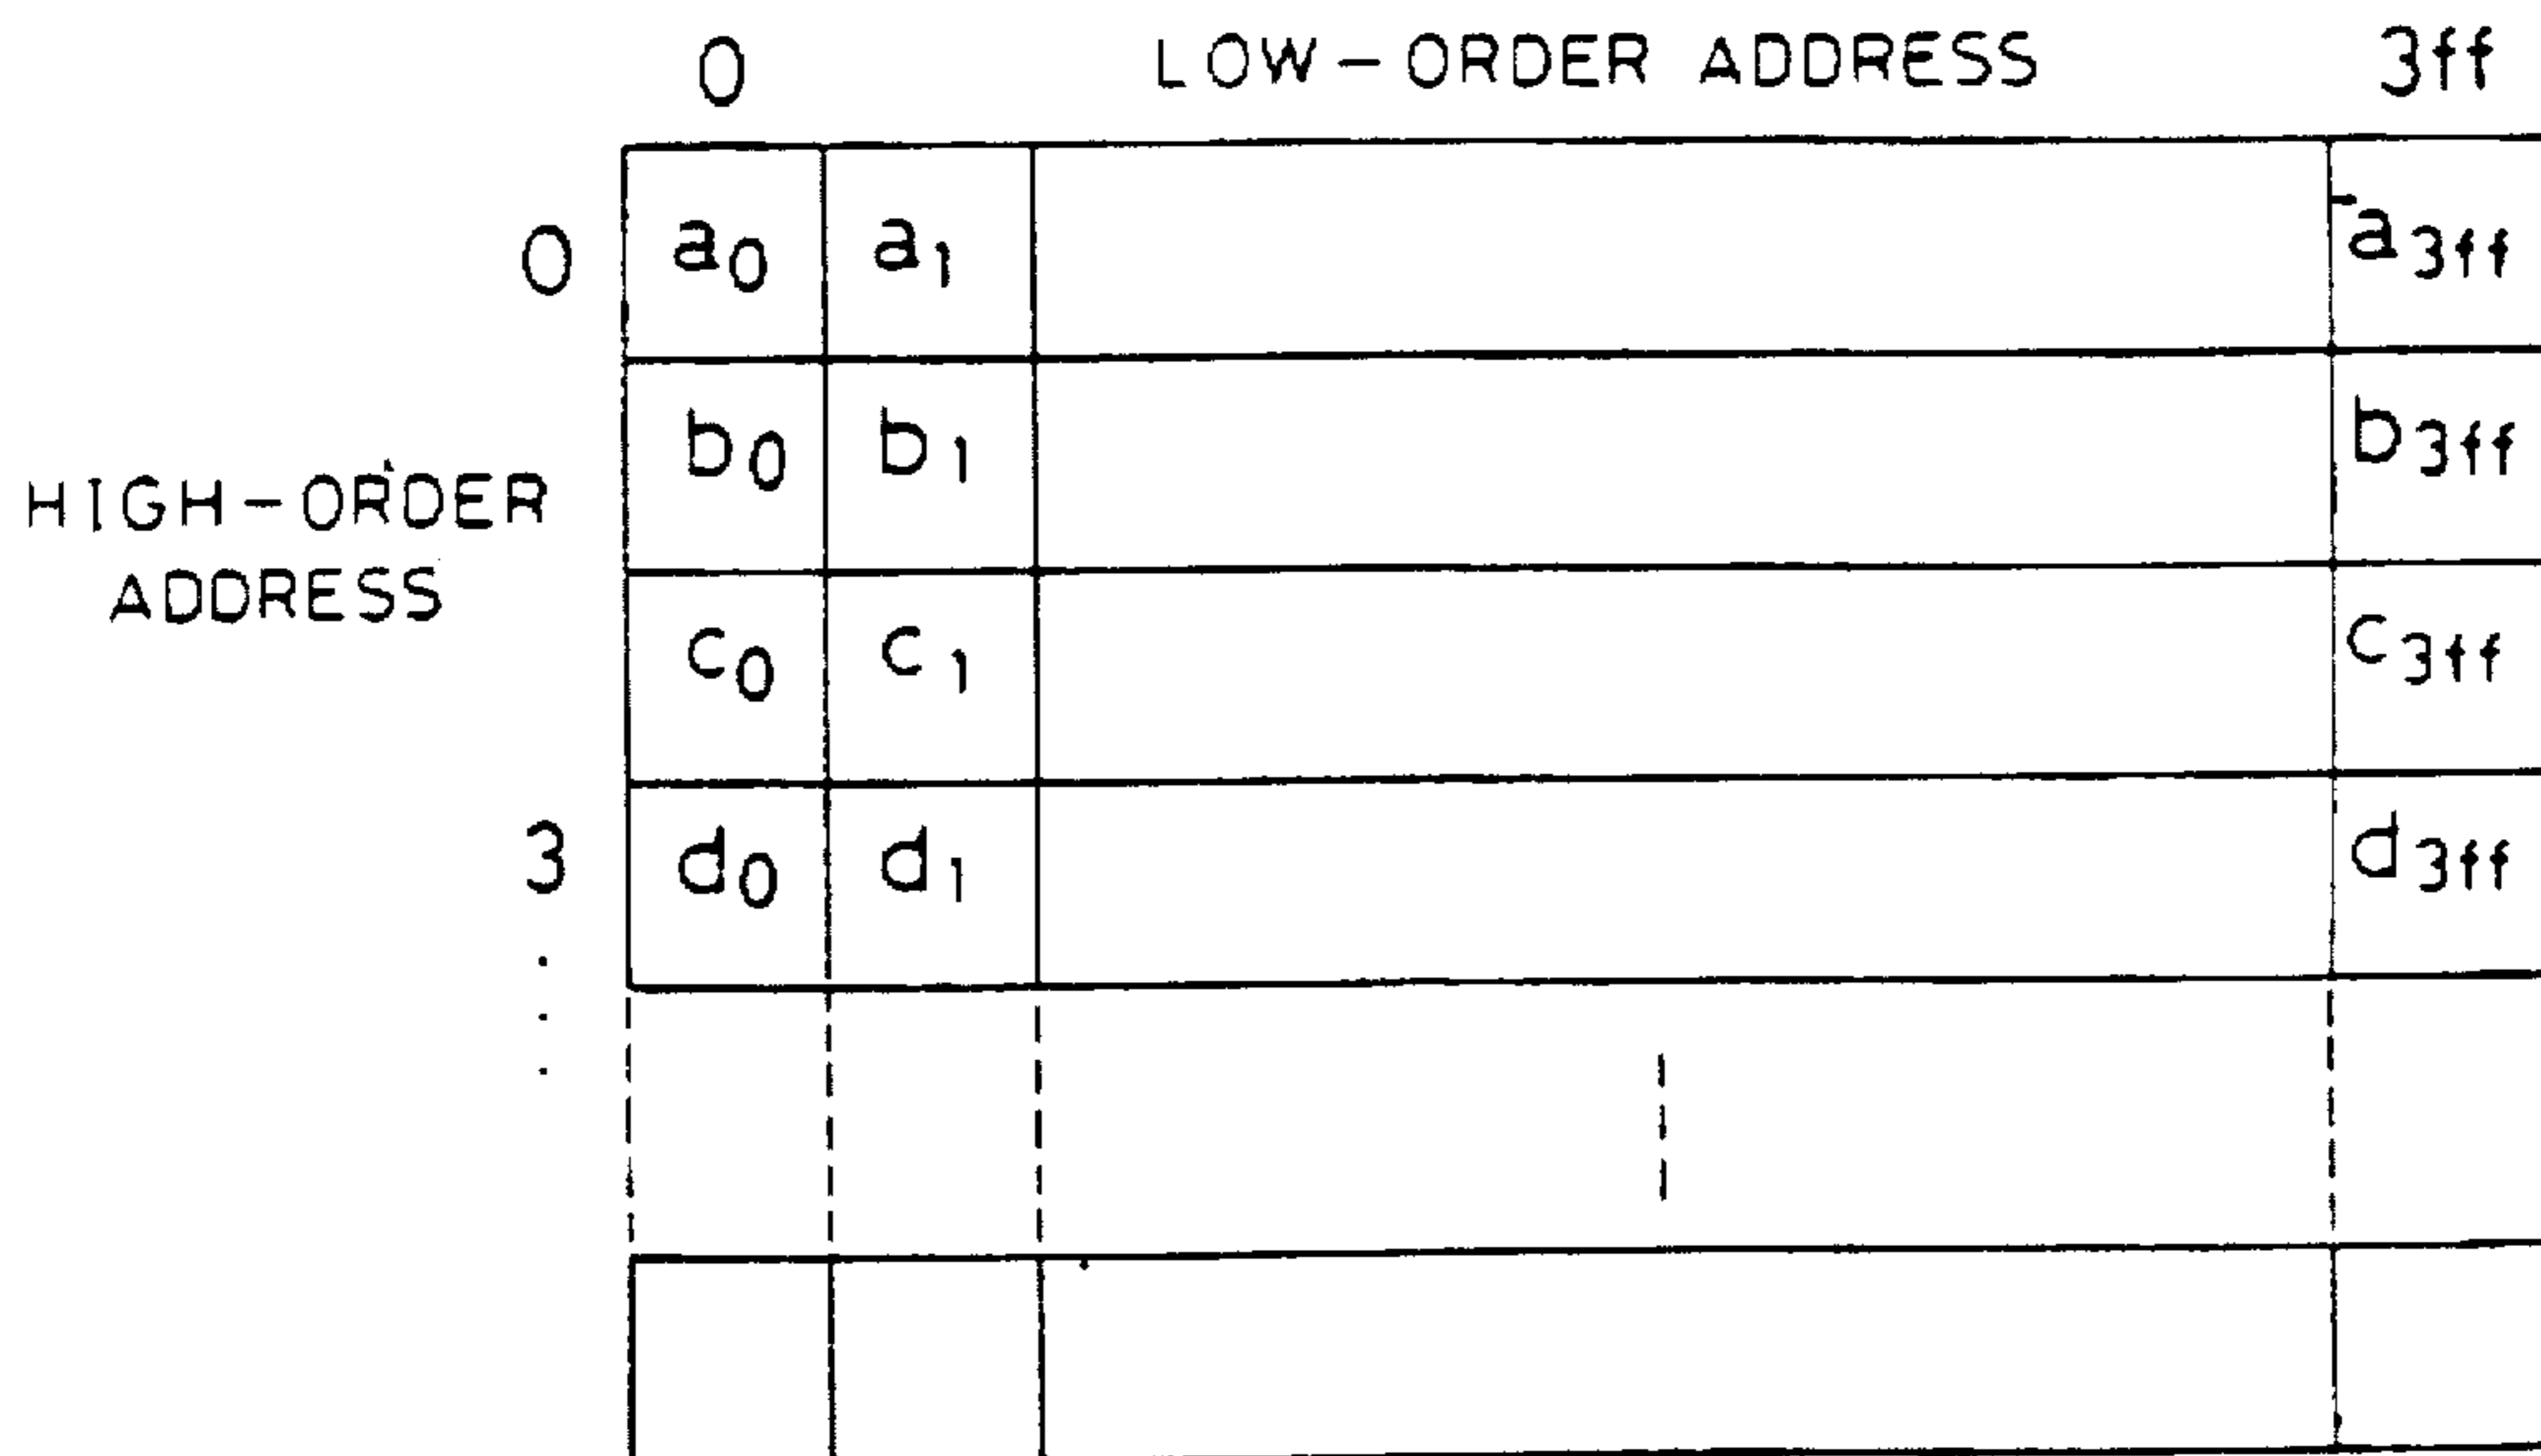 0 LOW-ORDER ADDRESS 3ff
0 a0 a1 a3ff
b0 b1 b3ff
HIGH-ORDER
ADDRESS
c0 c1 c3ff
3 d0 d1 d3ff